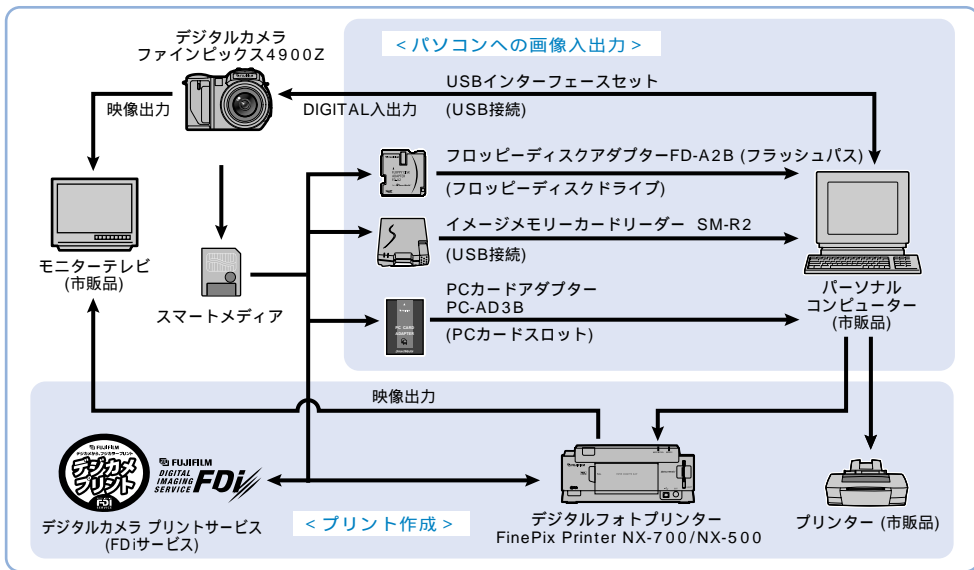 デジタルカメラ
ファインピックス4900Z
<パソコンへの画像入出力>
USBインターフェースセット
映像出力
DIGITAL入出力
(USB接続)
フロッピーディスクアダプターFD-A2B (フラッシュパス)
(フロッピーディスクドライブ)
イメージメモリーカードリーダー SM-R2
(USB接続)
モニターテレビ
(市販品)
スマートメディア
PCカードアダプター
PC-AD3B
(PCカードスロット)
PC CARD
ADAPTER
パーソナル
コンピューター
(市販品)
映像出力
FUJIFILM
デジカメ
プリント
FDi
SERVICE
FUJIFILM
DIGITAL
IMAGING
SERVICE
FDi
デジタルカメラ プリントサービス
(FDiサービス)
<プリント作成>
デジタルフォトプリンター
FinePix Printer NX-700/NX-500
プリンター (市販品)